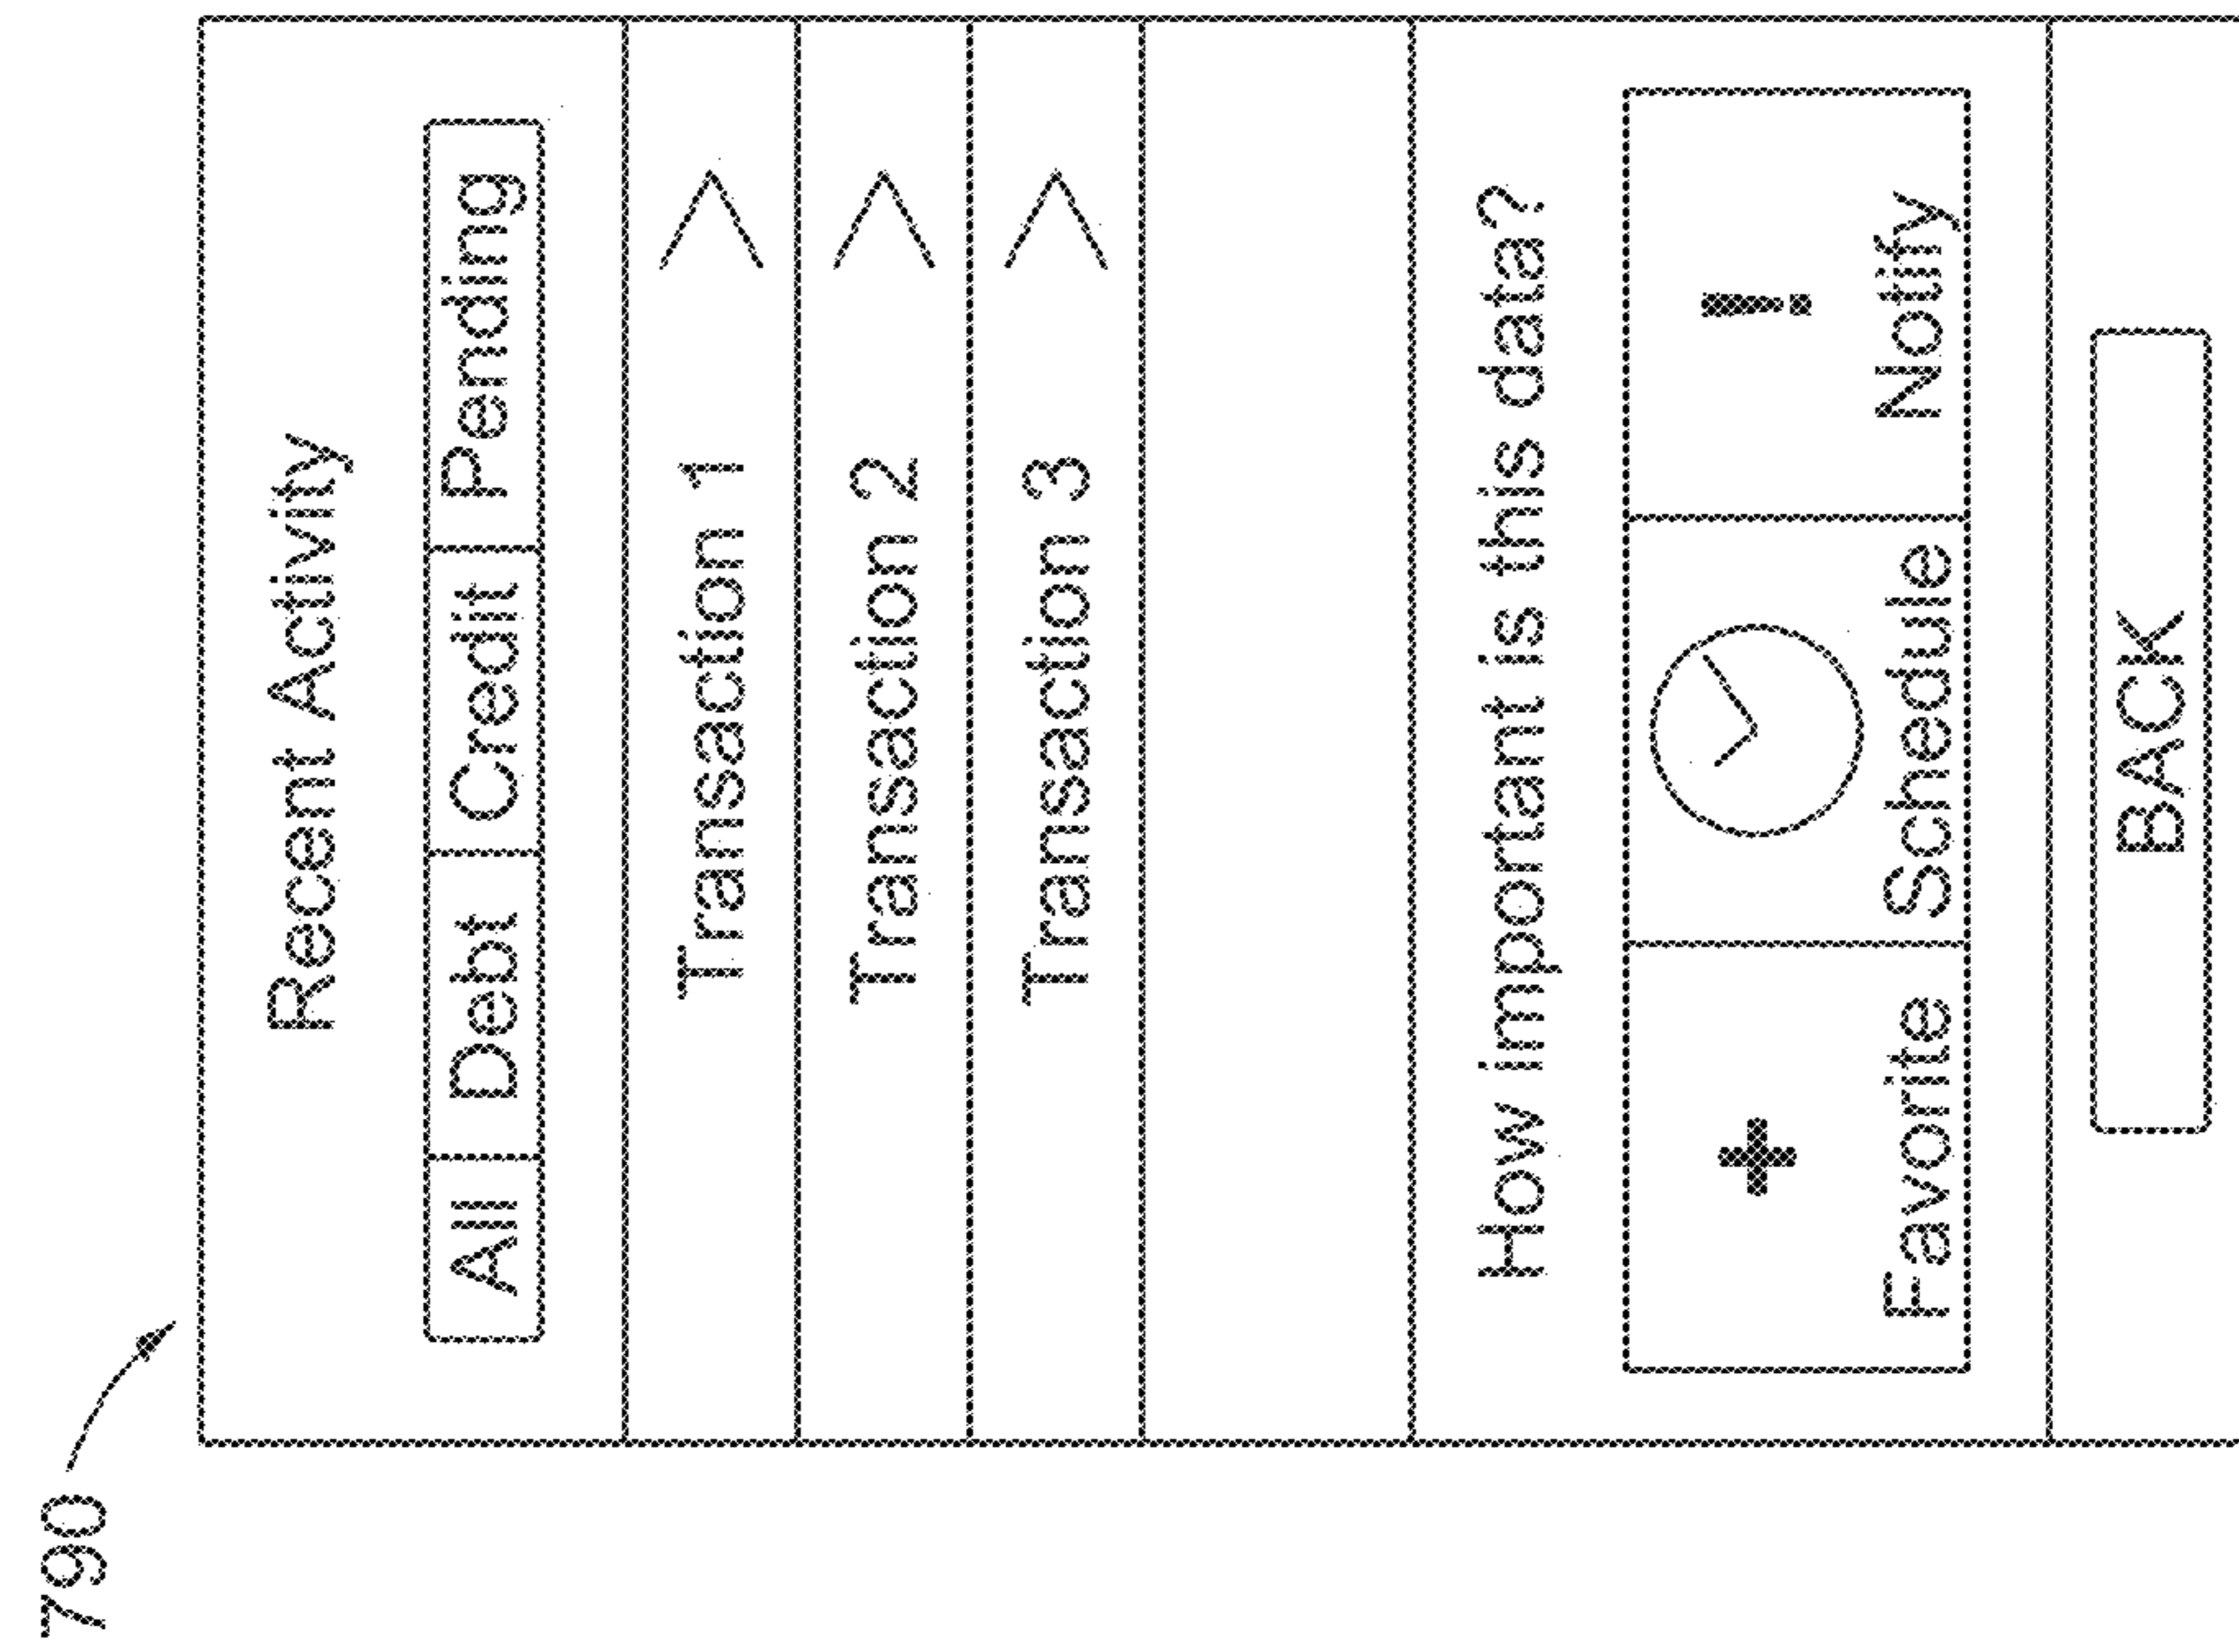 790
Recent Activity
All Debt Credit Pending
Transaction 1 >
Transaction 2 >
Transaction 3 >
How important is this data?
+ ! 
Favorite Schedule Notify
BACK